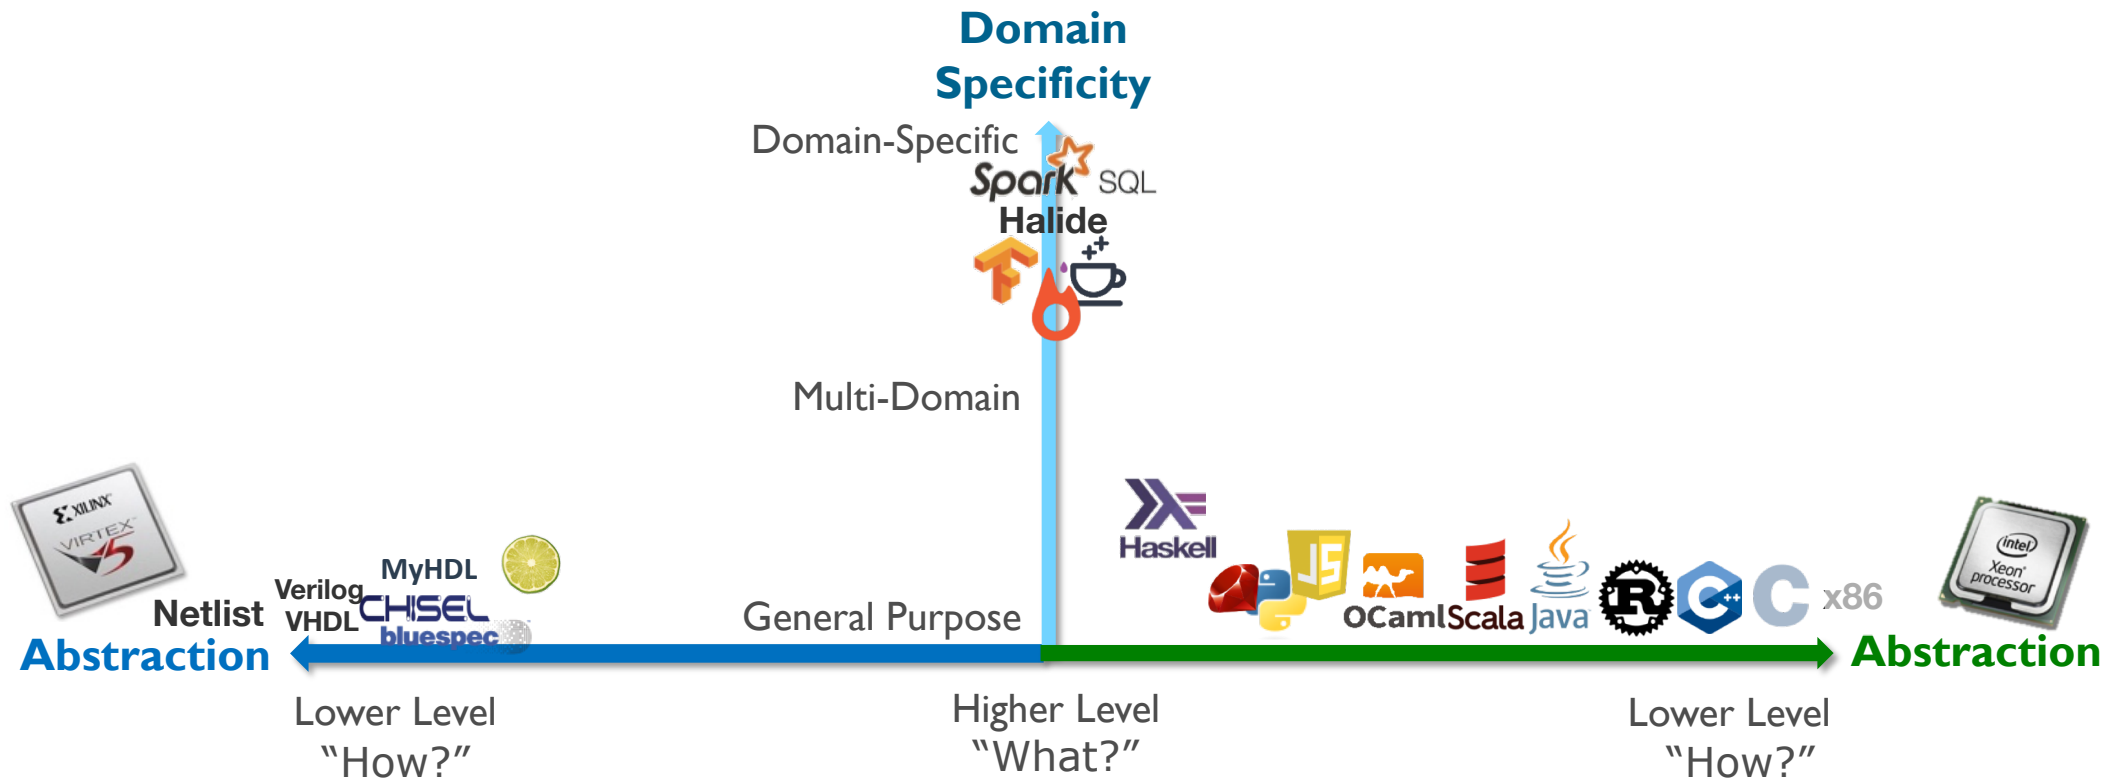 Domain
Specificity
Domain-Specific
Spark SQL
Halide
Multi-Domain
XILINX
VIRTEX
5
Haskell
JS
intel
Xeon®
processor
MyHDL
Verilog
CHISEL
Netlist
VHDL
bluespec
General Purpose
OCaml
Scala
Java
R
C++
C
x86
Abstraction
Abstraction
Lower Level
"How?"
Higher Level
"What?"
Lower Level
"How?"